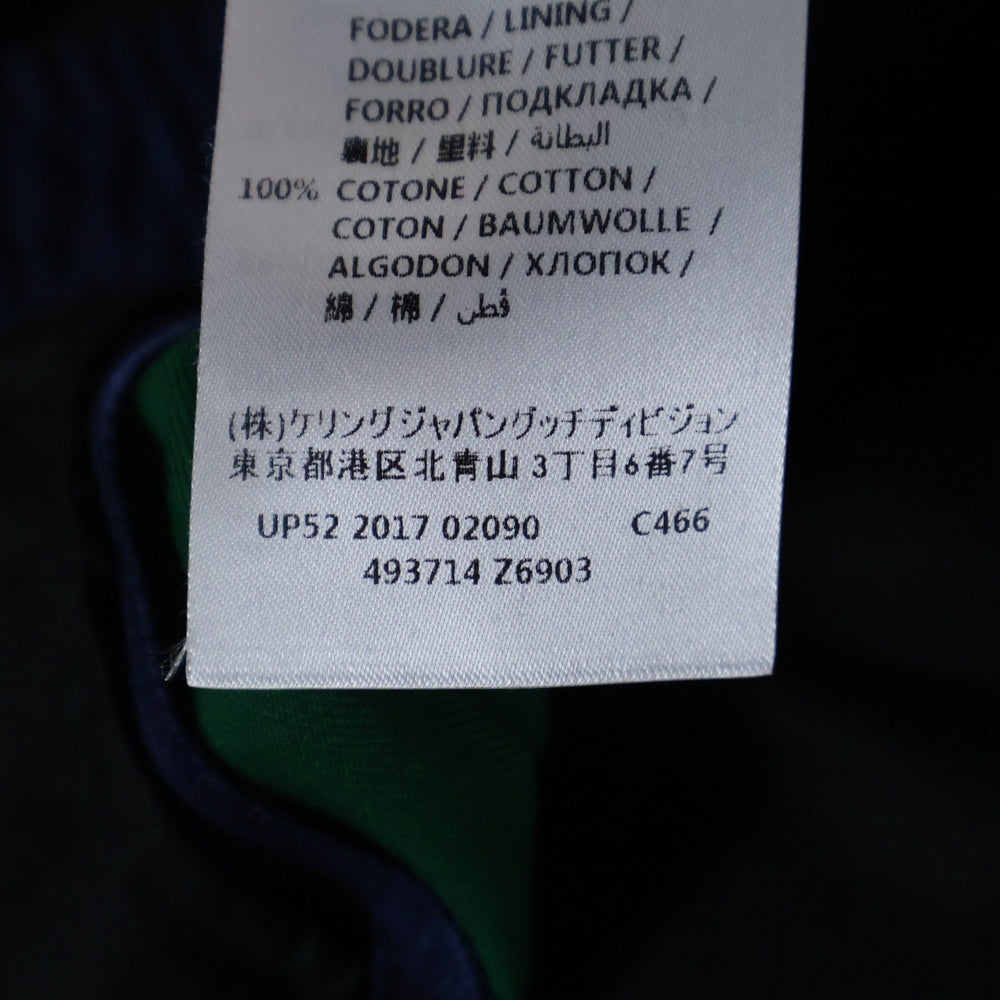 FODERA / LINING /
DOUBLURE / FUTTER /
FORRO / ПОДКЛАДКА /
裏地 / 里料 / البطانة
100% COTONE / COTTON /
COTON / BAUMWOLLE /
ALGODON / ХЛОПОК /
綿 / 棉 / قطن
(株)ケリングジャパングッチディビジョン
東京都港区北青山3丁目6番7号
UP52 2017 02090 C466
493714 Z6903